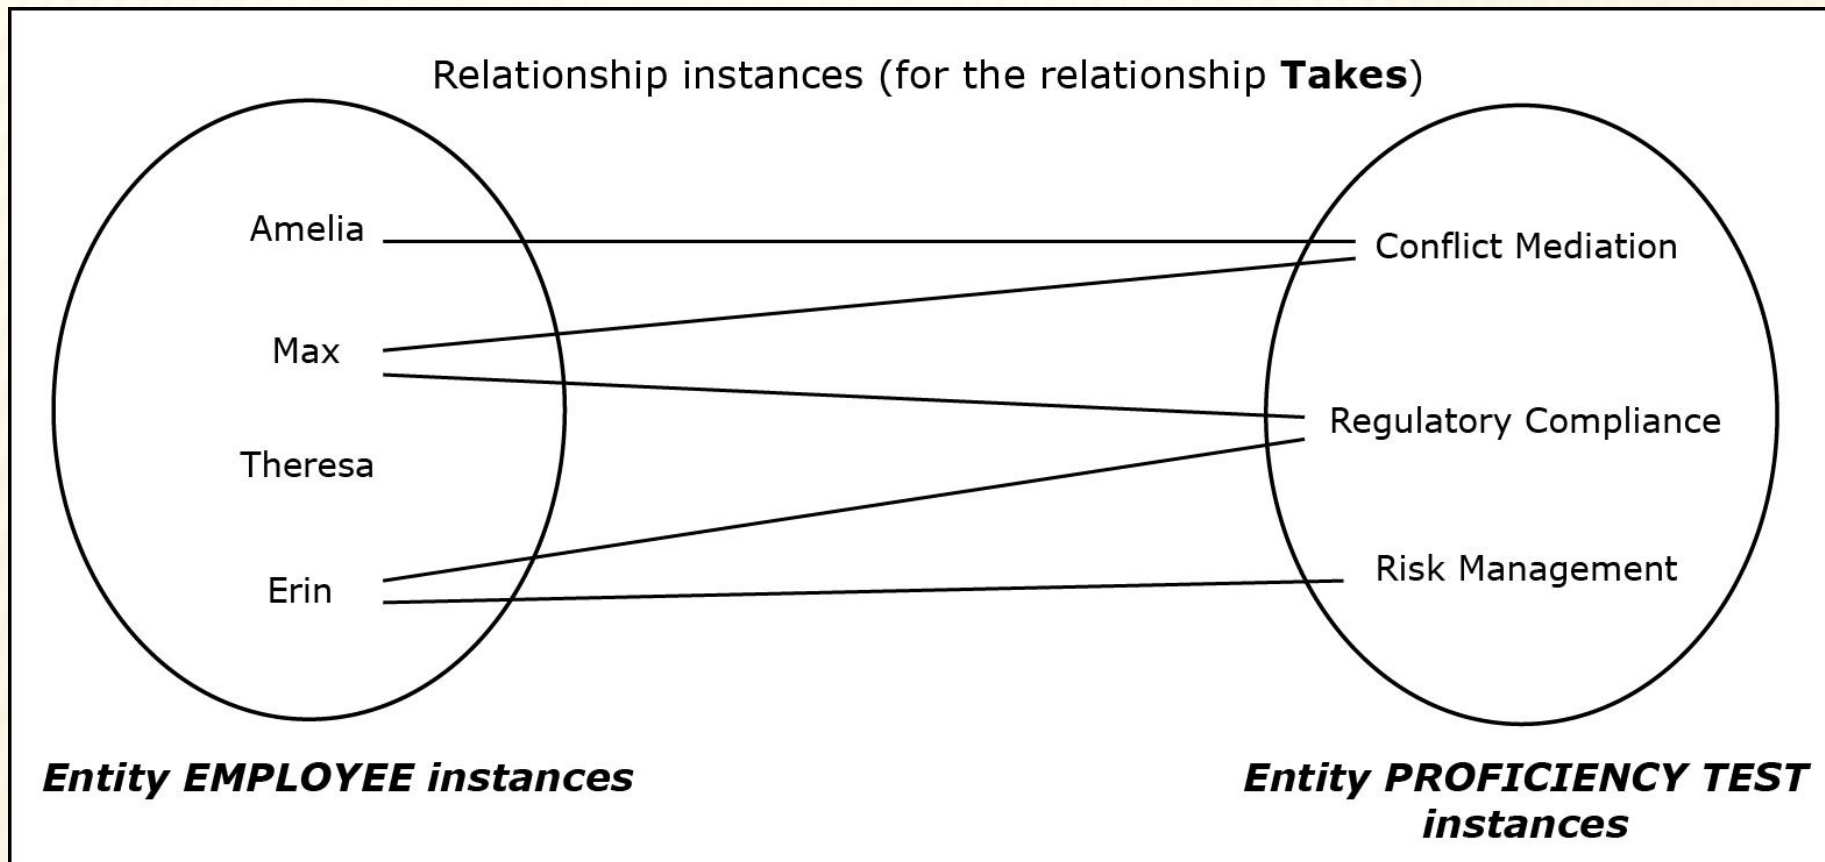 Relationship instances (for the relationship Takes)
Amelia
Max
Theresa
Erin
Conflict Mediation
Regulatory Compliance
Risk Management
Entity EMPLOYEE instances
Entity PROFICIENCY TEST
instances